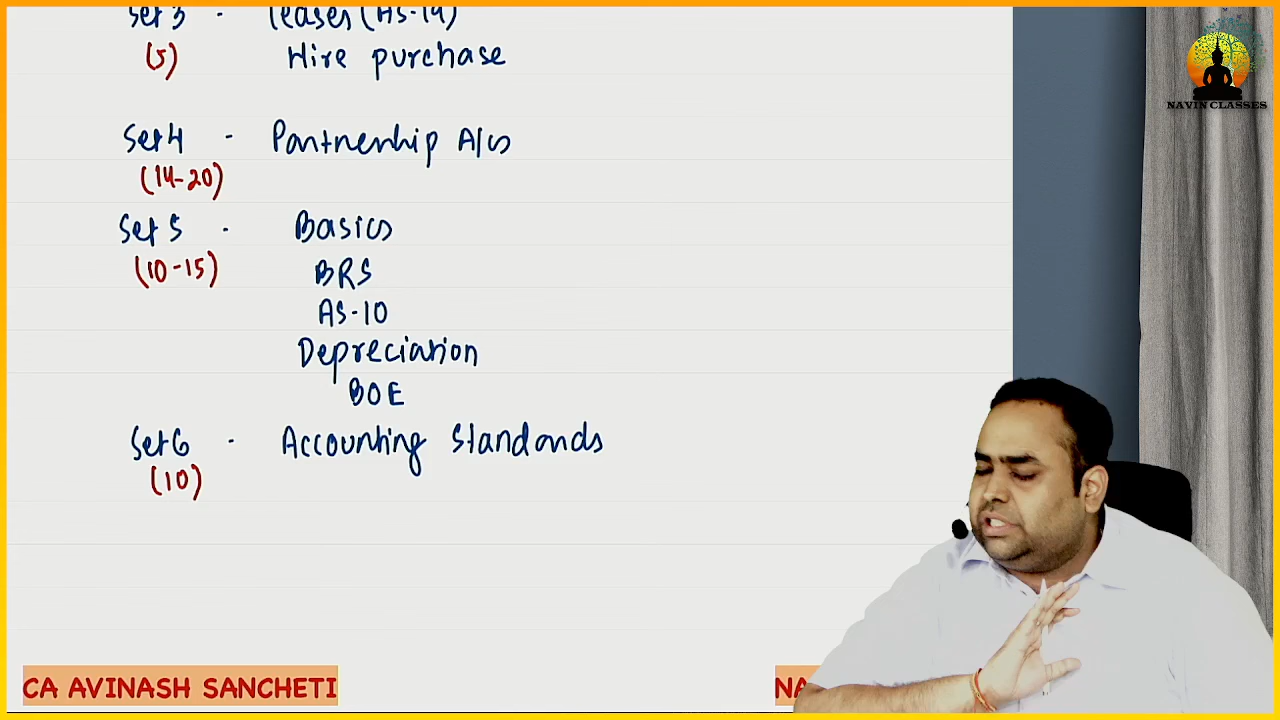 Set 3 - Leases (AS-19)
(5) Hire purchase
Set 4 - Partnership A/cs
(14-20)
Set 5 - Basics
(10-15) BRS
AS-10
Depreciation
BOE
Set 6 - Accounting Standards
(10)
NAVIN CLASSES
CA AVINASH SANCHETI
NA